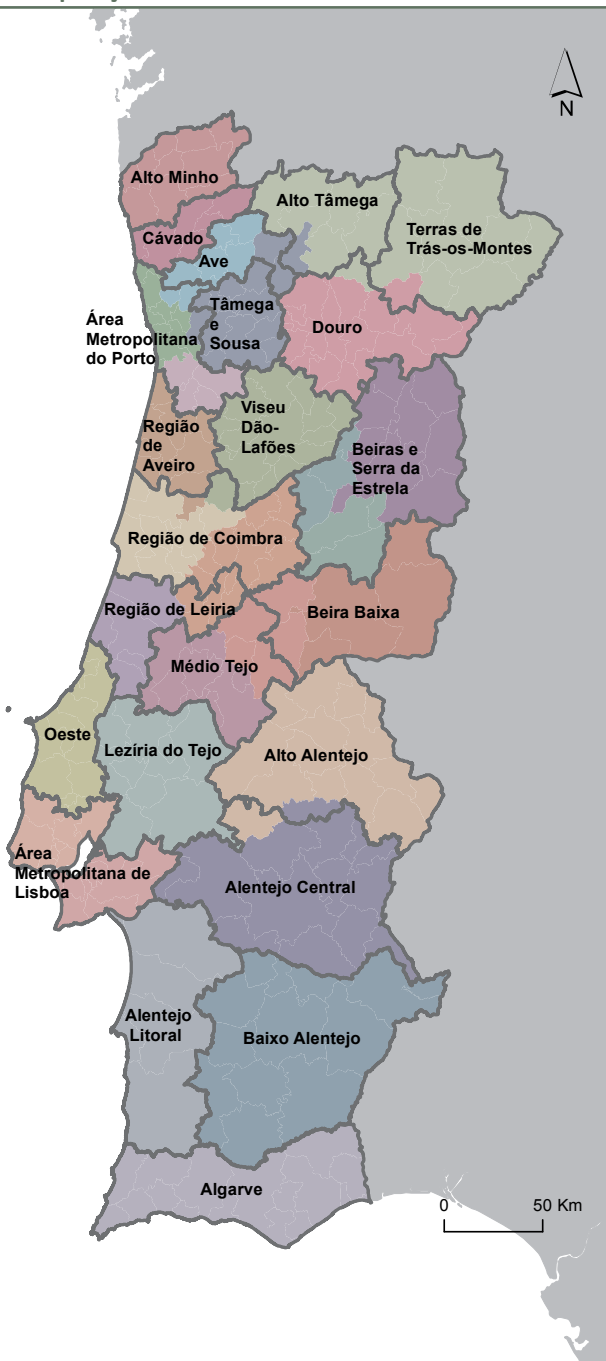 N
Alto Minho
Alto Tâmega
Terras de
Trás-os-Montes
Cávado
Ave
Tâmega
e
Sousa
Área
Metropolitana
do Porto
Douro
Viseu
Dão-
Lafões
Região
de
Aveiro
Beiras e
Serra da
Estrela
Região de Coimbra
Região de Leiria
Beira Baixa
Médio Tejo
Oeste
Lezíria do Tejo
Alto Alentejo
Área
Metropolitana de
Lisboa
Alentejo Central
Alentejo
Litoral
Baixo Alentejo
Algarve
0 50 Km